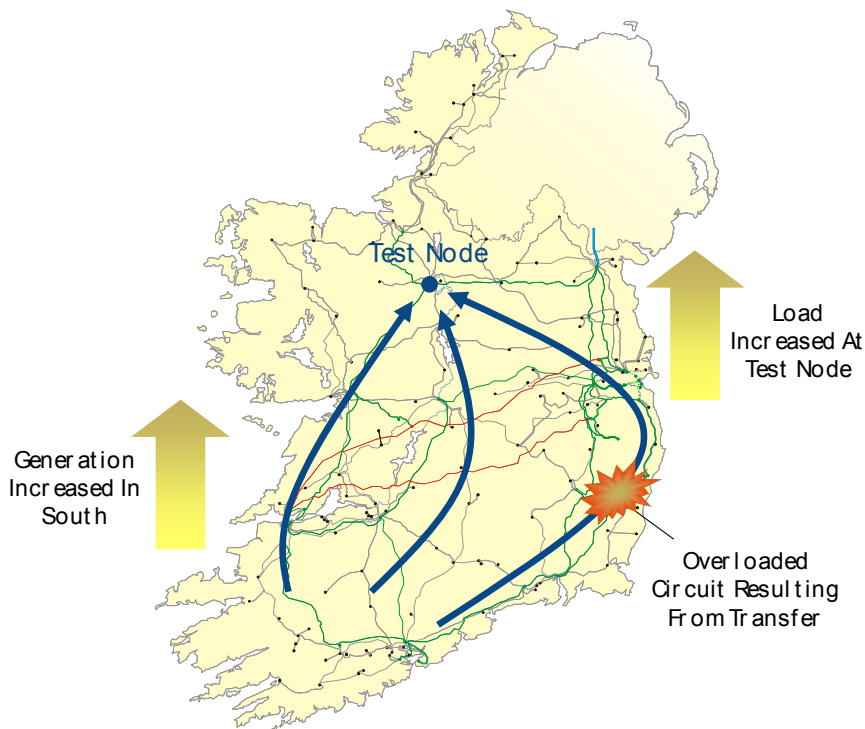 Test Node
Load
Increased At
Test Node
Generation
Increased In
South
Overloaded
Circuit Resulting
From Transfer